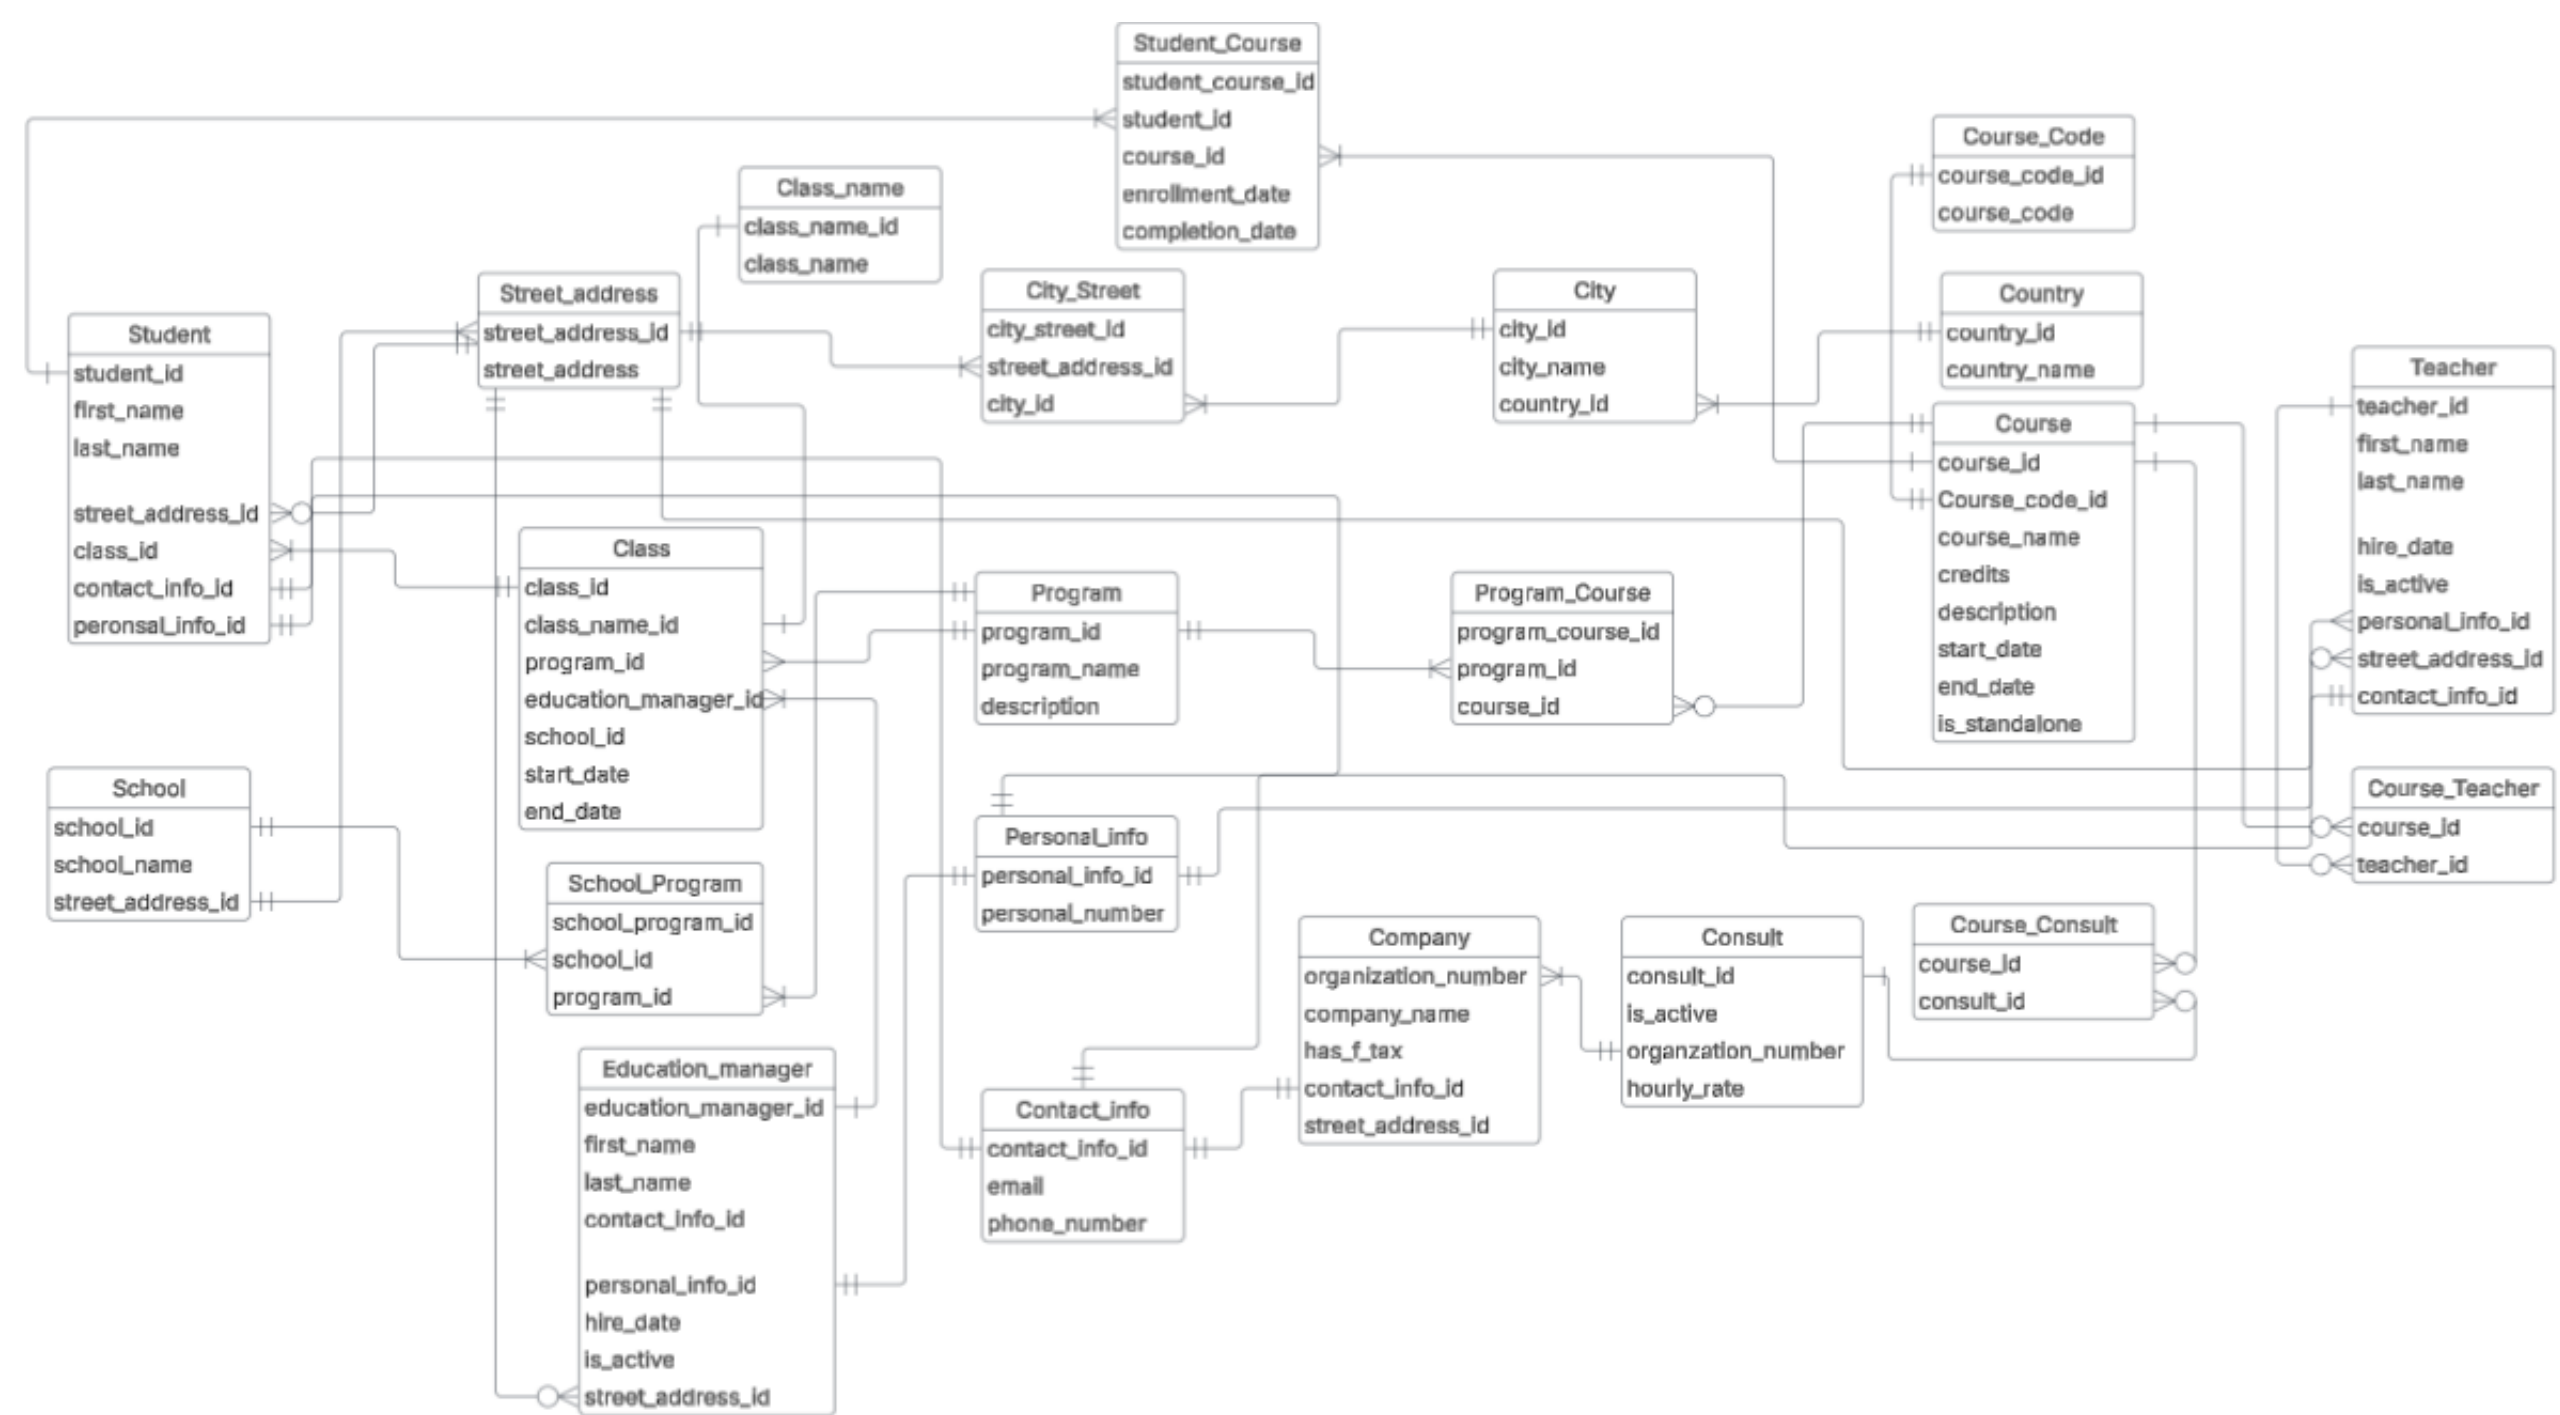 Student_Course
student_course_id
student_id
course_id
enrollment_date
completion_date
Course_Code
course_code_id
course_code
Class_name
class_name_id
class_name
Street_address
street_address_id
street_address
City_Street
city_street_id
street_address_id
city_id
City
city_id
city_name
country_id
Country
country_id
country_name
Student
student_id
first_name
last_name
street_address_id
class_id
contact_info_id
peronsal_info_id
Teacher
teacher_id
first_name
last_name
hire_date
is_active
personal_info_id
street_address_id
contact_info_id
Course
course_id
Course_code_id
course_name
credits
description
start_date
end_date
is_standalone
Class
class_id
class_name_id
program_id
education_manager_id
school_id
start_date
end_date
Program
program_id
program_name
description
Program_Course
program_course_id
program_id
course_id
School
school_id
school_name
street_address_id
Course_Teacher
course_id
teacher_id
Personal_info
personal_info_id
personal_number
School_Program
school_program_id
school_id
program_id
Company
organization_number
company_name
has_f_tax
contact_info_id
street_address_id
Consult
consult_id
is_active
organzation_number
hourly_rate
Course_Consult
course_id
consult_id
Education_manager
education_manager_id
first_name
last_name
contact_info_id
personal_info_id
hire_date
is_active
street_address_id
Contact_info
contact_info_id
email
phone_number